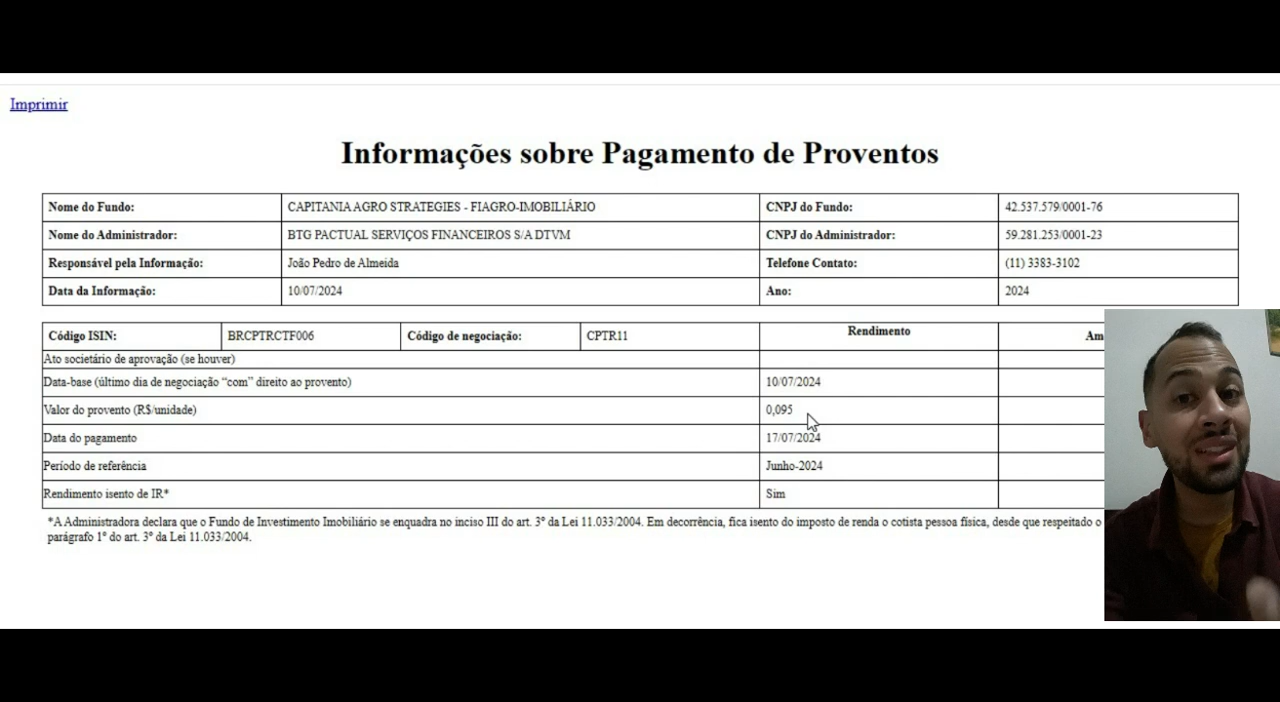 Imprimir
Informações sobre Pagamento de Proventos
Nome do Fundo: CAPITANIA AGRO STRATEGIES - FIAGRO-IMOBILIÁRIO CNPJ do Fundo: 42.537.579/0001-76
Nome do Administrador: BTG PACTUAL SERVIÇOS FINANCEIROS S/A DTVM CNPJ do Administrador: 59.281.253/0001-23
Responsável pela Informação: João Pedro de Almeida Telefone Contato: (11) 3383-3102
Data da Informação: 10/07/2024 Ano: 2024
Código ISIN: BRCPTRCTF006 Código de negociação: CPTR11 Rendimento Am
Ato societário de aprovação (se houver)
Data-base (último dia de negociação “com” direito ao provento) 10/07/2024
Valor do provento (R$/unidade) 0,095
Data do pagamento 17/07/2024
Período de referência Junho-2024
Rendimento isento de IR* Sim
*A Administradora declara que o Fundo de Investimento Imobiliário se enquadra no inciso III do art. 3º da Lei 11.033/2004. Em decorrência, fica isento do imposto de renda o cotista pessoa física, desde que respeitado o
parágrafo 1º do art. 3º da Lei 11.033/2004.